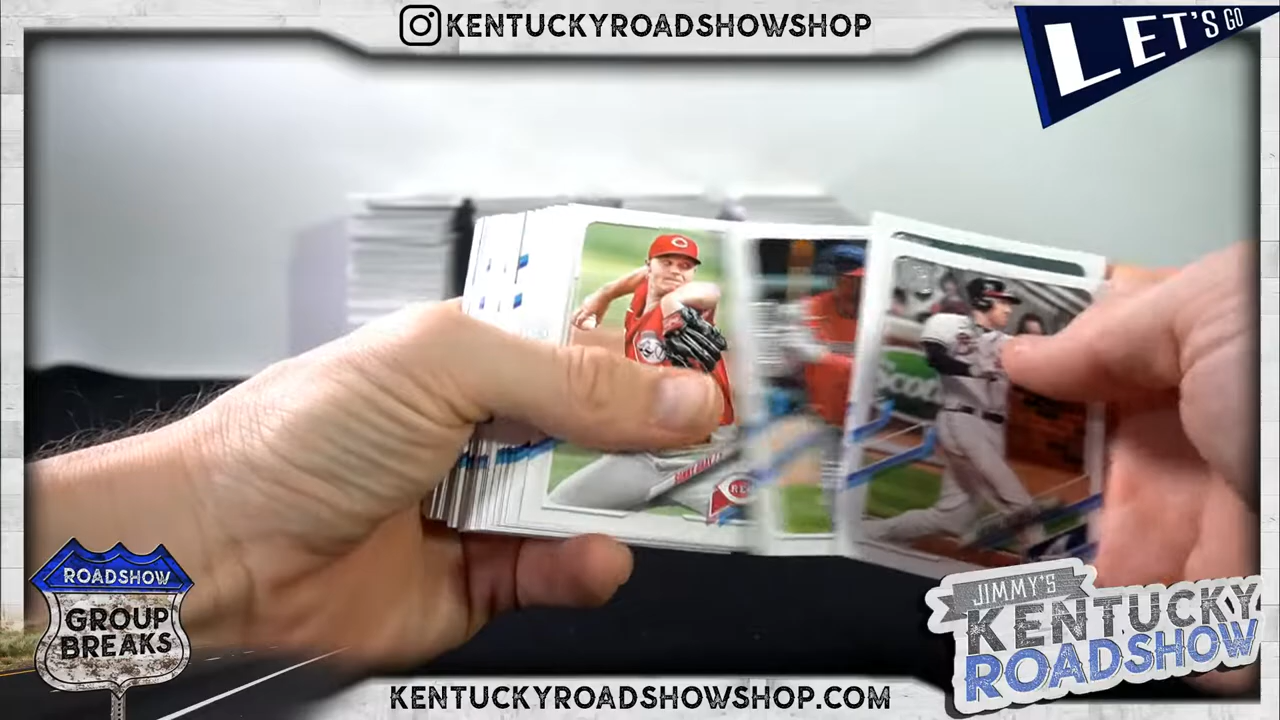 KENTUCKYROADSHOWSHOP
LET'S GO
ROADSHOW
GROUP
BREAKS
JIMMY'S
KENTUCKY
ROADSHOW
KENTUCKYROADSHOWSHOP.COM